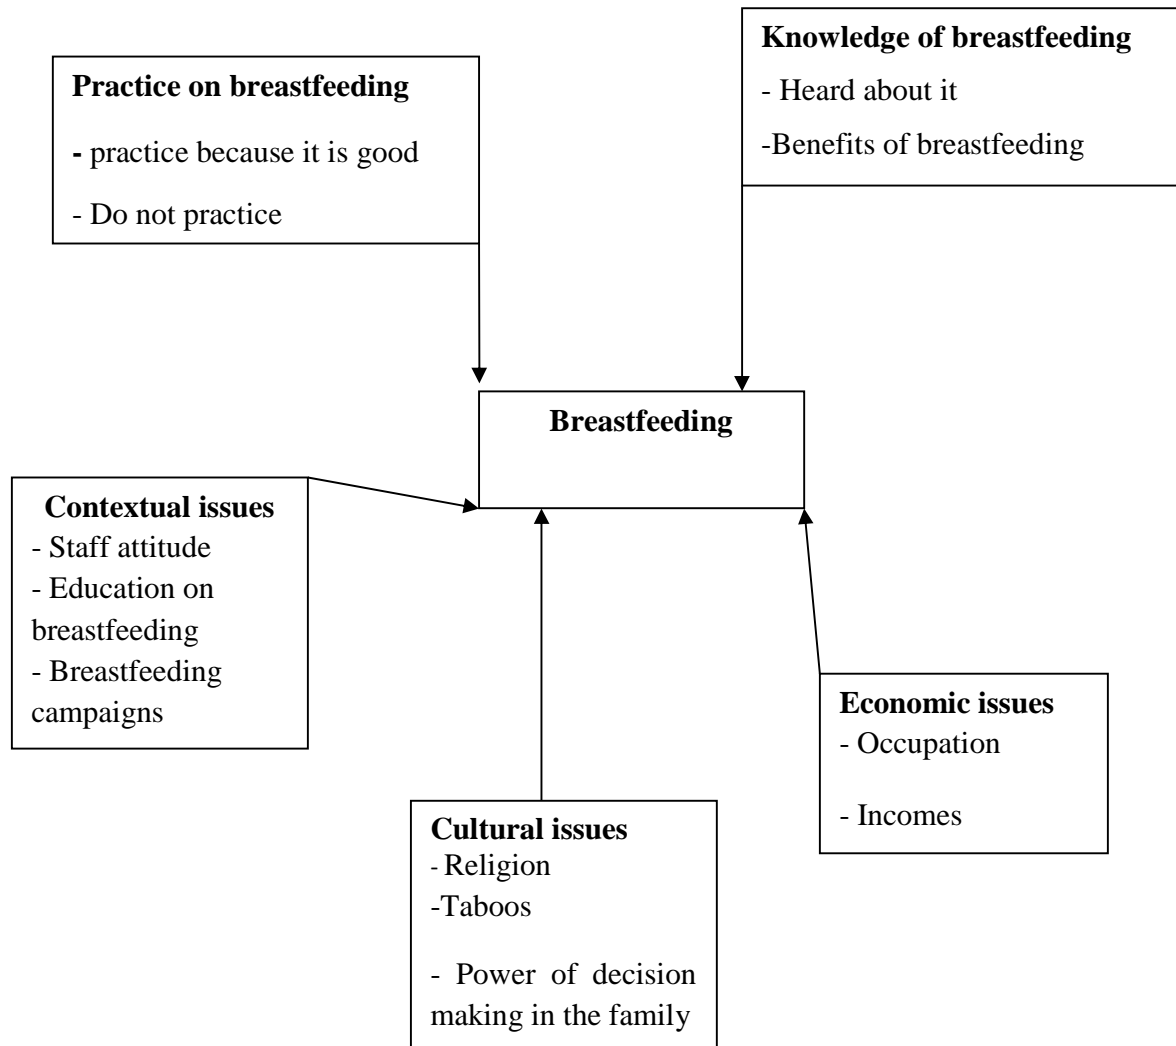 Practice on breastfeeding
- practice because it is good
- Do not practice
Knowledge of breastfeeding
- Heard about it
-Benefits of breastfeeding
Breastfeeding
Contextual issues
- Staff attitude
- Education on
breastfeeding
- Breastfeeding
campaigns
Economic issues
- Occupation
- Incomes
Cultural issues
- Religion
-Taboos
- Power of decision
making in the family